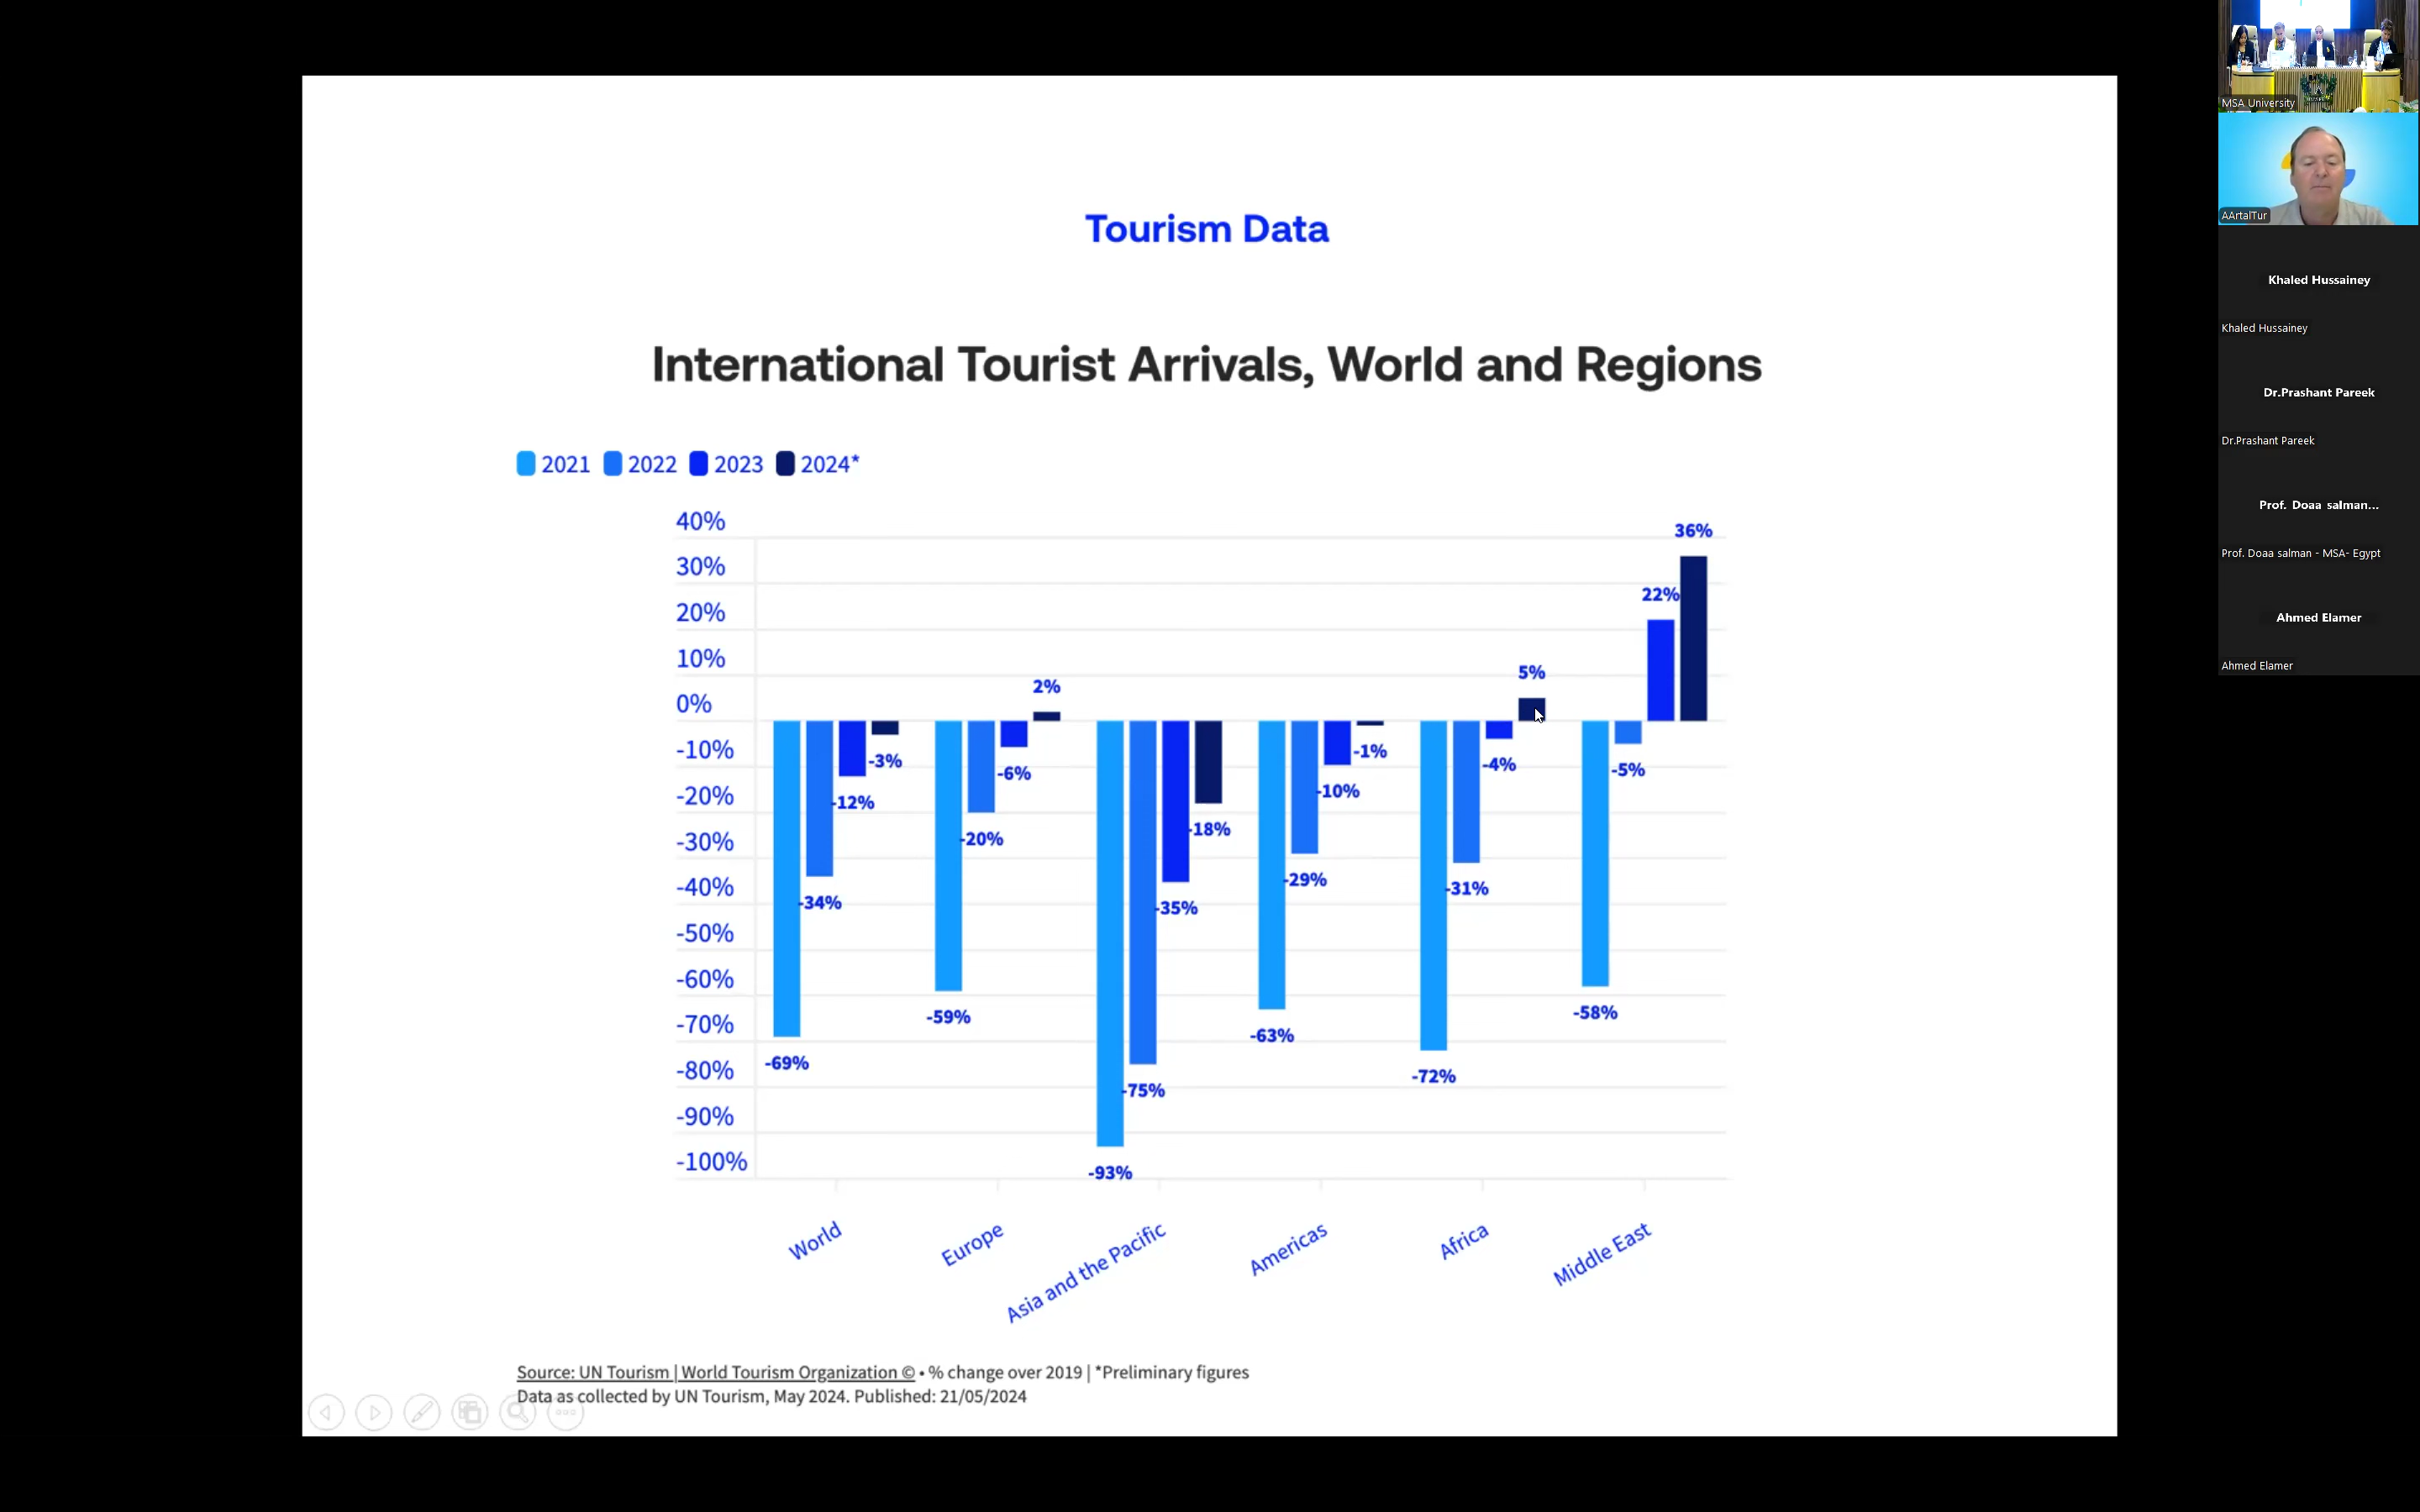 Tourism Data
International Tourist Arrivals, World and Regions
2021 2022 2023 2024*
40%
30%
20%
10%
0%
-10%
-20%
-30%
-40%
-50%
-60%
-70%
-80%
-90%
-100%
-69%
-34%
-12%
-3%
-59%
-20%
-6%
2%
-93%
-75%
-35%
-18%
-63%
-29%
-10%
-1%
-72%
-31%
-4%
5%
-58%
-5%
22%
36%
World
Europe
Asia and the Pacific
Americas
Africa
Middle East
Source: UN Tourism | World Tourism Organization © • % change over 2019 | *Preliminary figures
Data as collected by UN Tourism, May 2024. Published: 21/05/2024
MSA University
AArtalTur
Khaled Hussainey
Khaled Hussainey
Dr.Prashant Pareek
Dr.Prashant Pareek
Prof. Doaa salman...
Prof. Doaa salman - MSA- Egypt
Ahmed Elamer
Ahmed Elamer